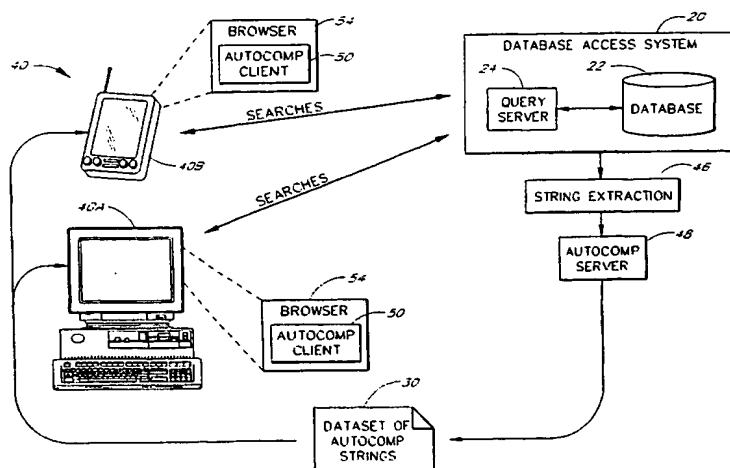 54
BROWSER
AUTOCOMP
CLIENT
50
40
40B
SEARCHES
SEARCHES
20
DATABASE ACCESS SYSTEM
24
22
QUERY
SERVER
DATABASE
46
STRING EXTRACTION
48
AUTOCOMP
SERVER
40A
54
BROWSER
50
AUTOCOMP
CLIENT
30
DATASET OF
AUTOCOMP
STRINGS